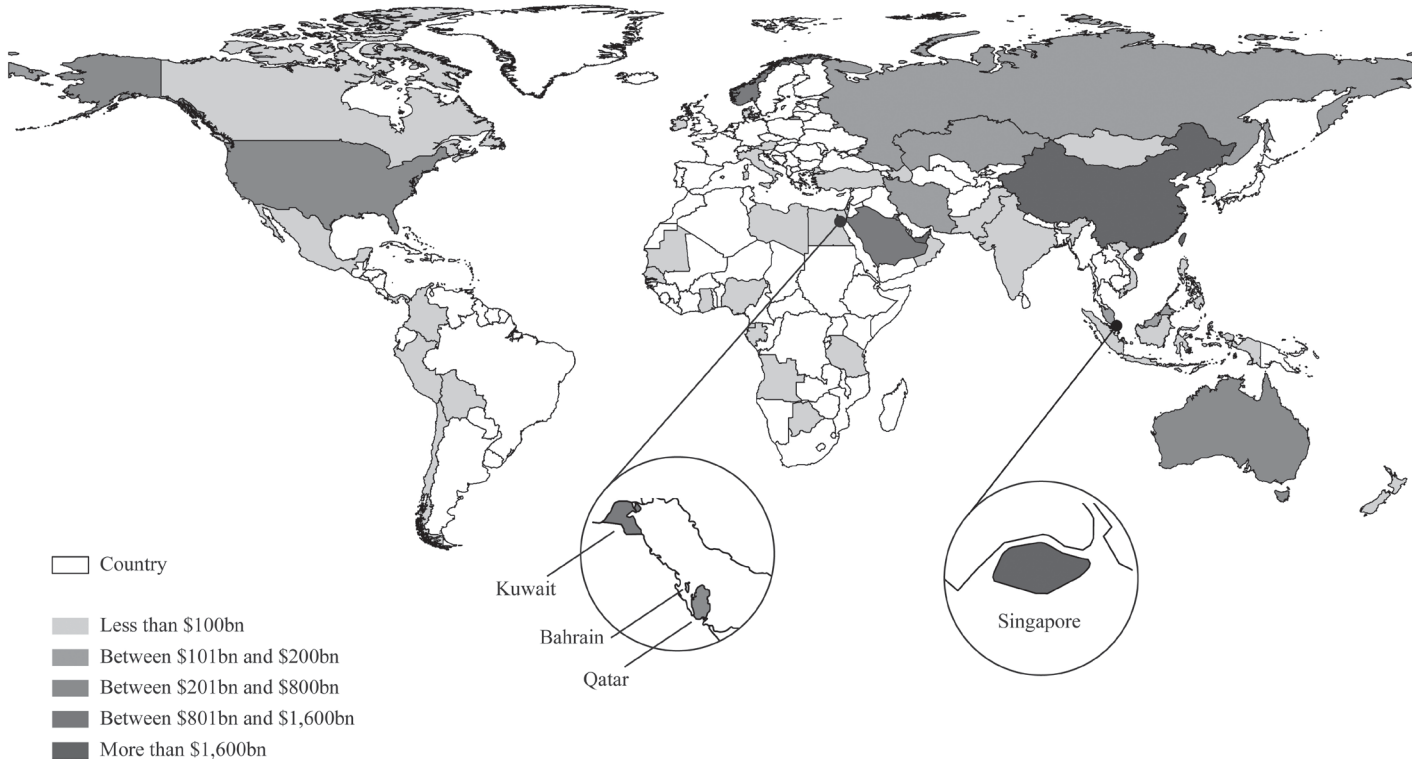 Country
Less than $100bn
Between $101bn and $200bn
Between $201bn and $800bn
Between $801bn and $1,600bn
More than $1,600bn
Kuwait
Bahrain
Qatar
Singapore